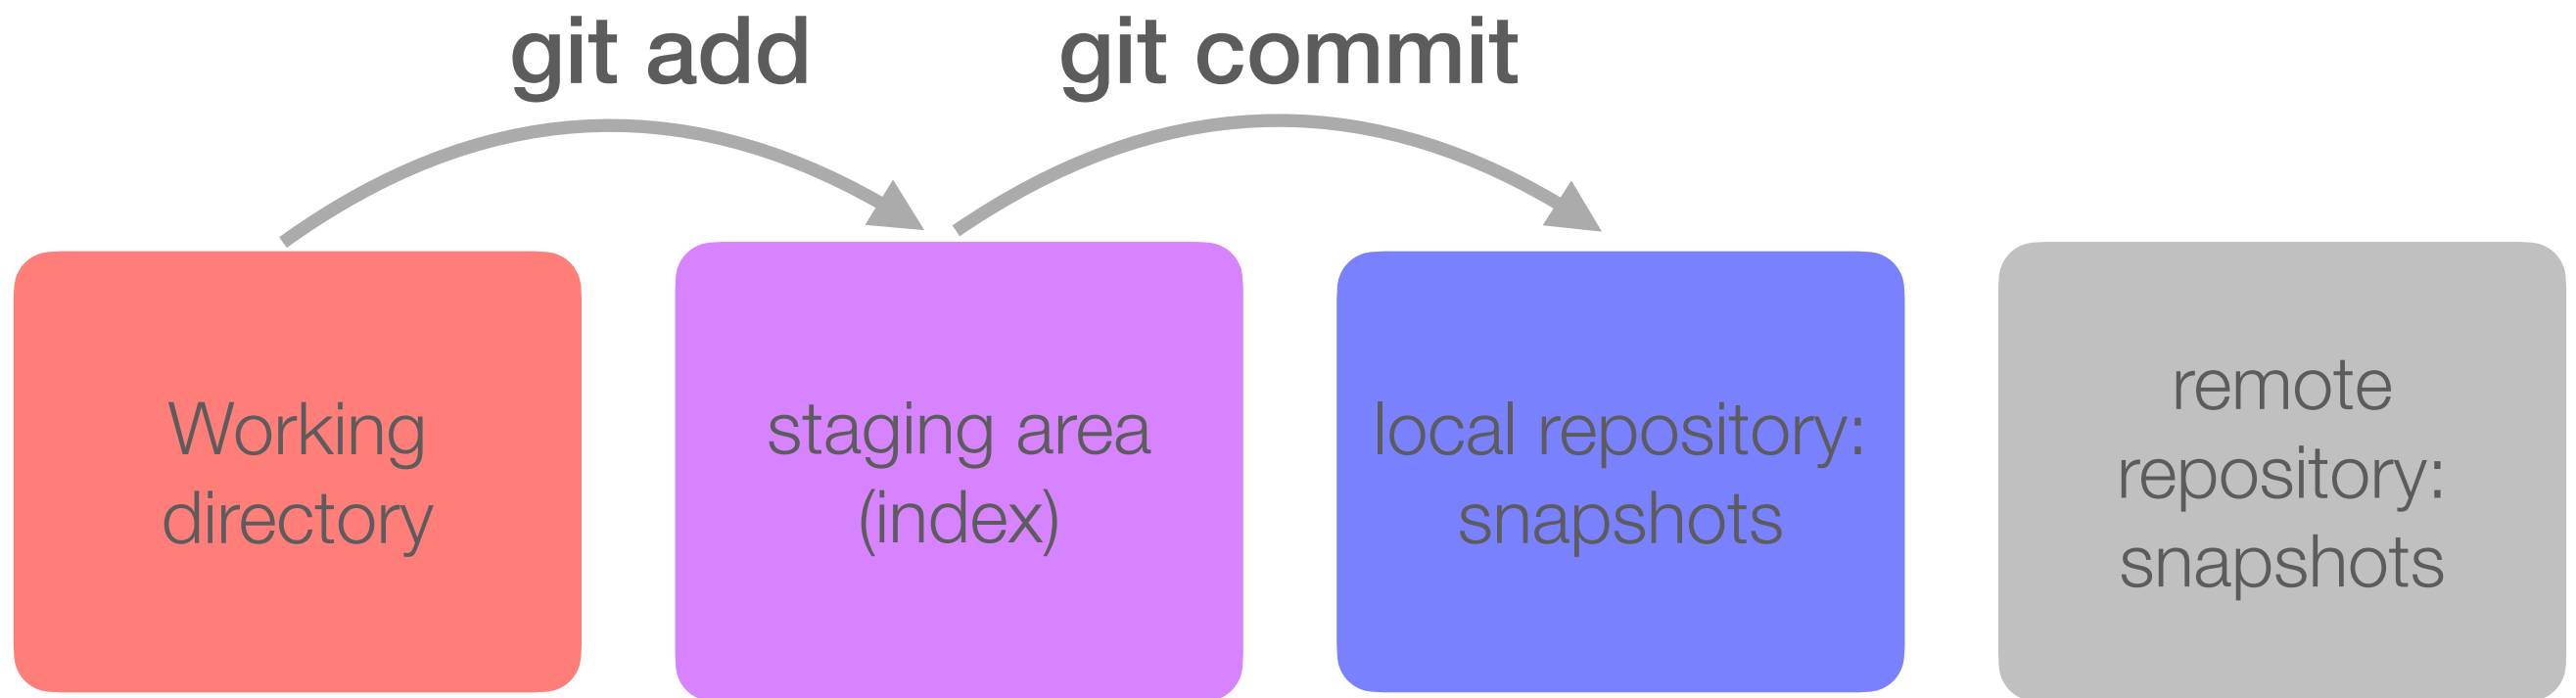 git add
git commit
Working
directory
staging area
(index)
local repository:
snapshots
remote
repository:
snapshots